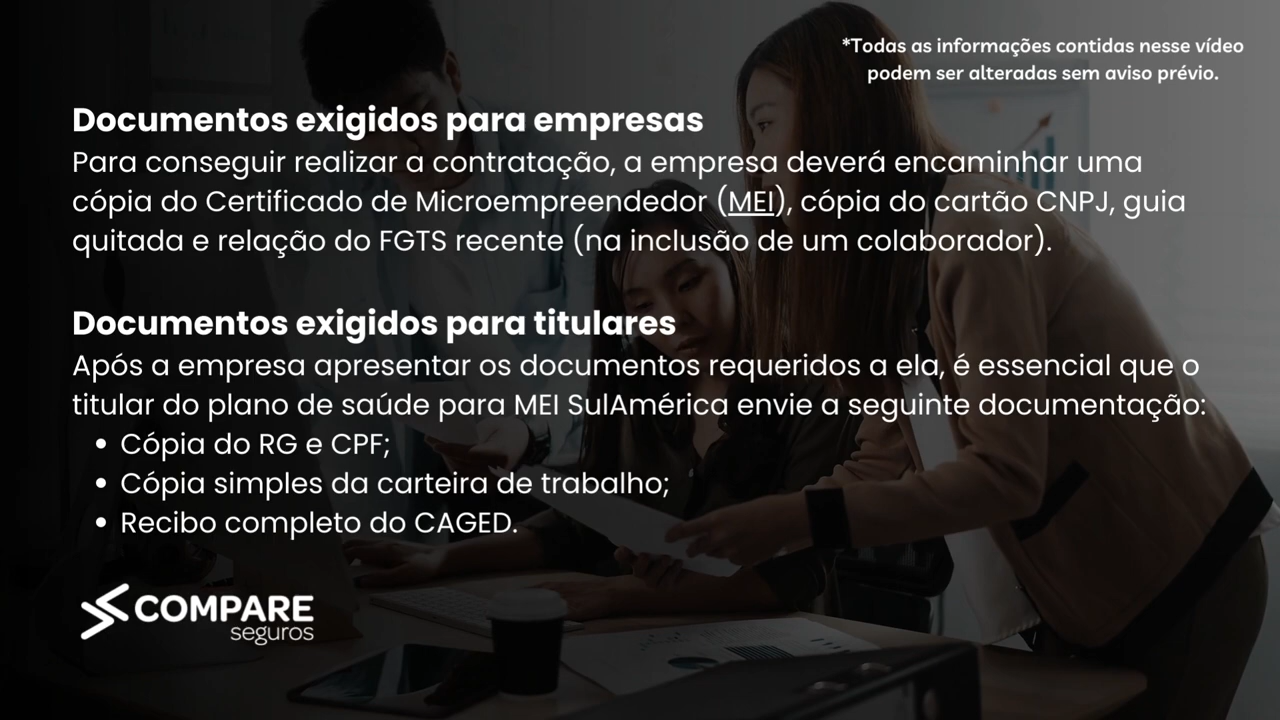 *Todas as informações contidas nesse vídeo
podem ser alteradas sem aviso prévio.
Documentos exigidos para empresas
Para conseguir realizar a contratação, a empresa deverá encaminhar uma
cópia do Certificado de Microempreendedor (MEI), cópia do cartão CNPJ, guia
quitada e relação do FGTS recente (na inclusão de um colaborador).
Documentos exigidos para titulares
Após a empresa apresentar os documentos requeridos a ela, é essencial que o
titular do plano de saúde para MEI SulAmérica envie a seguinte documentação:
• Cópia do RG e CPF;
• Cópia simples da carteira de trabalho;
• Recibo completo do CAGED.
COMPARE
seguros